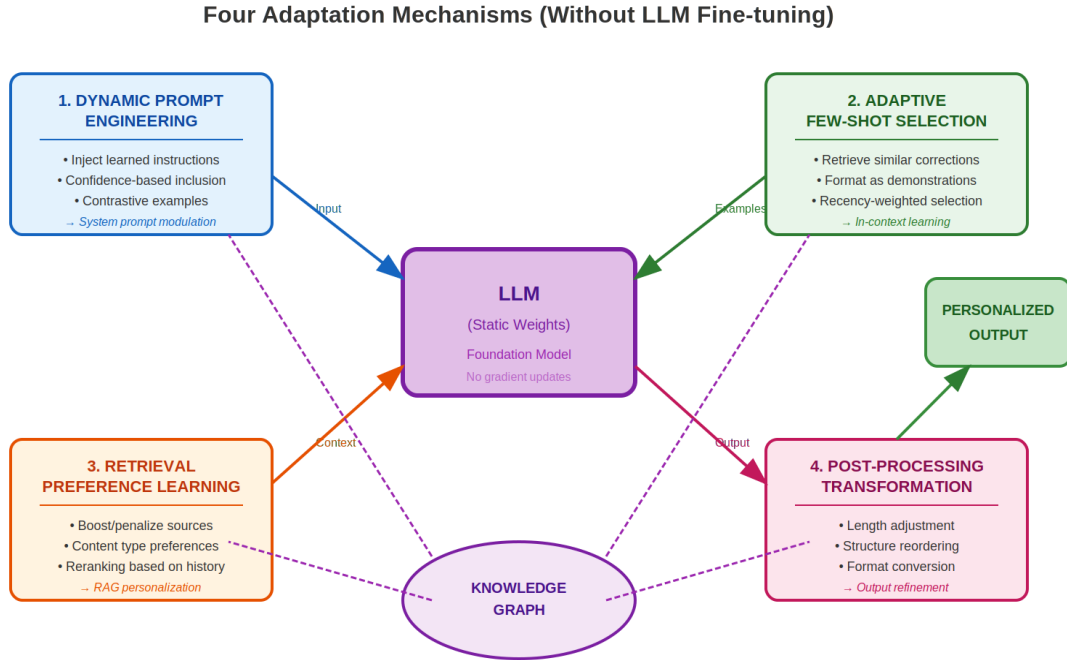 Four Adaptation Mechanisms (Without LLM Fine-tuning)
1. DYNAMIC PROMPT
ENGINEERING
• Inject learned instructions
• Confidence-based inclusion
• Contrastive examples
→ System prompt modulation
2. ADAPTIVE
FEW-SHOT SELECTION
• Retrieve similar corrections
• Format as demonstrations
• Recency-weighted selection
→ In-context learning
Input
Examples
LLM
(Static Weights)
Foundation Model
No gradient updates
PERSONALIZED
OUTPUT
Context
Output
3. RETRIEVAL
PREFERENCE LEARNING
• Boost/penalize sources
• Content type preferences
• Reranking based on history
→ RAG personalization
4. POST-PROCESSING
TRANSFORMATION
• Length adjustment
• Structure reordering
• Format conversion
→ Output refinement
KNOWLEDGE
GRAPH